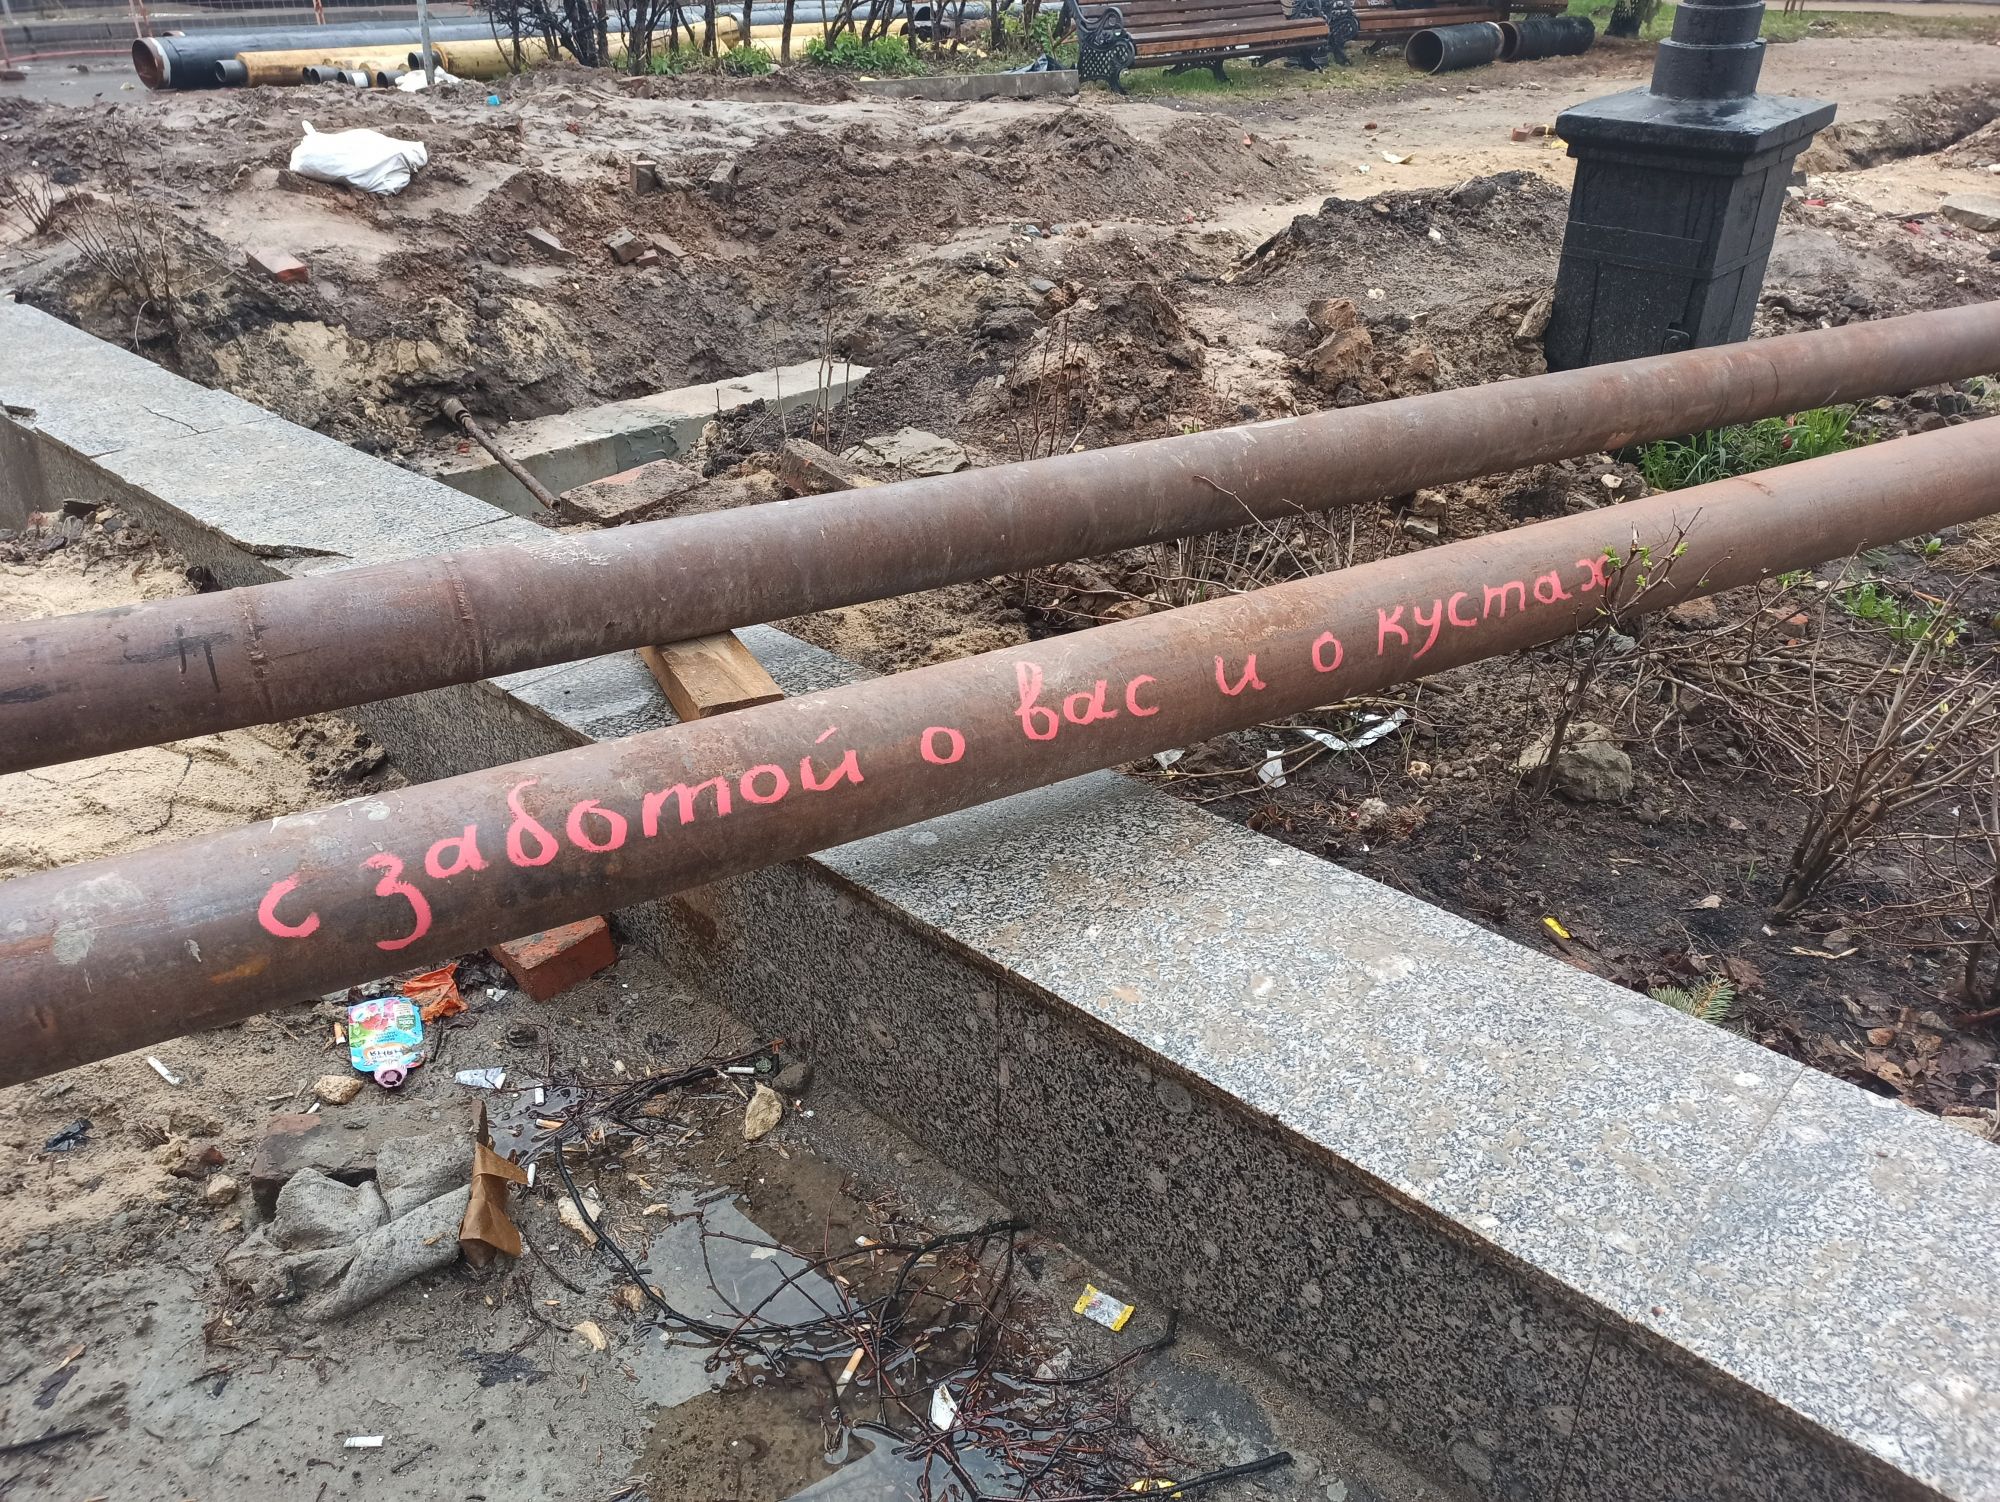 с заботой о вас и о кустах